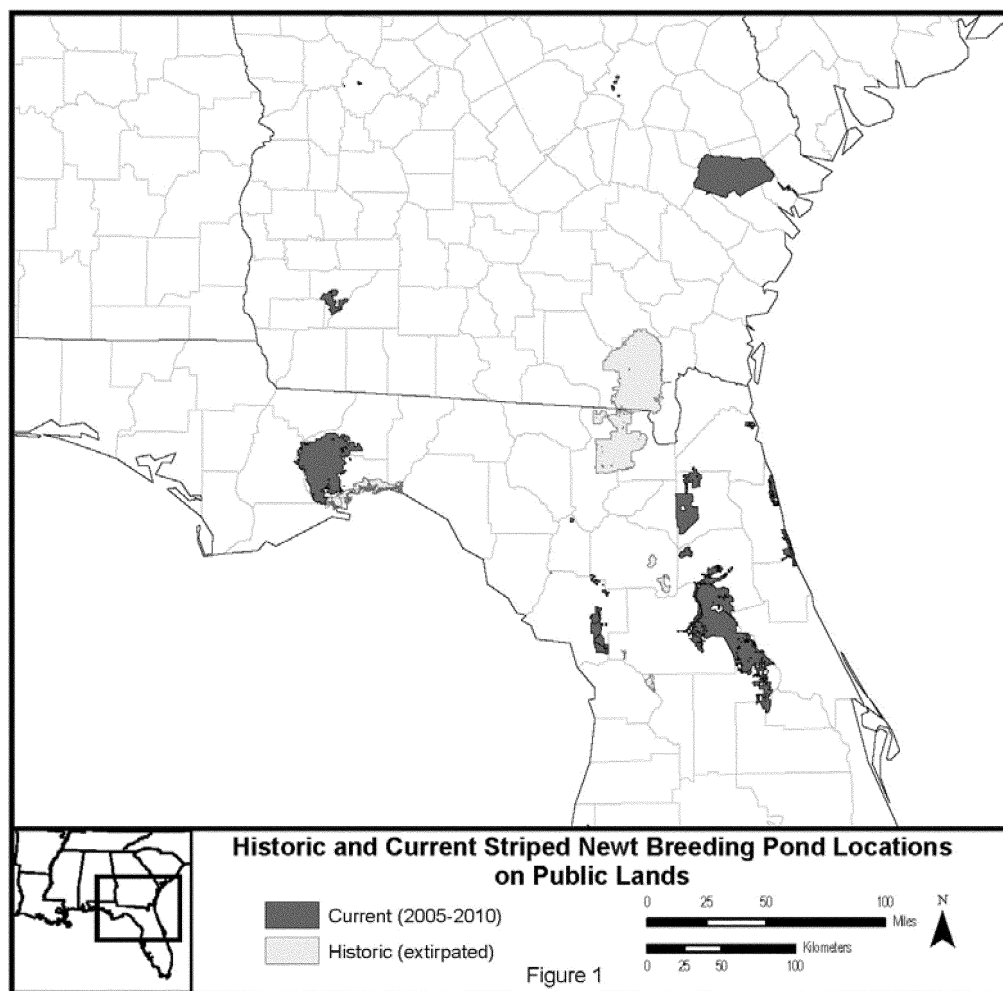 Historic and Current Striped Newt Breeding Pond Locations
on Public Lands
Current (2005-2010)
Historic (extirpated)
0 25 50 100
Miles
Kilometers
0 25 50 100
N
Figure 1